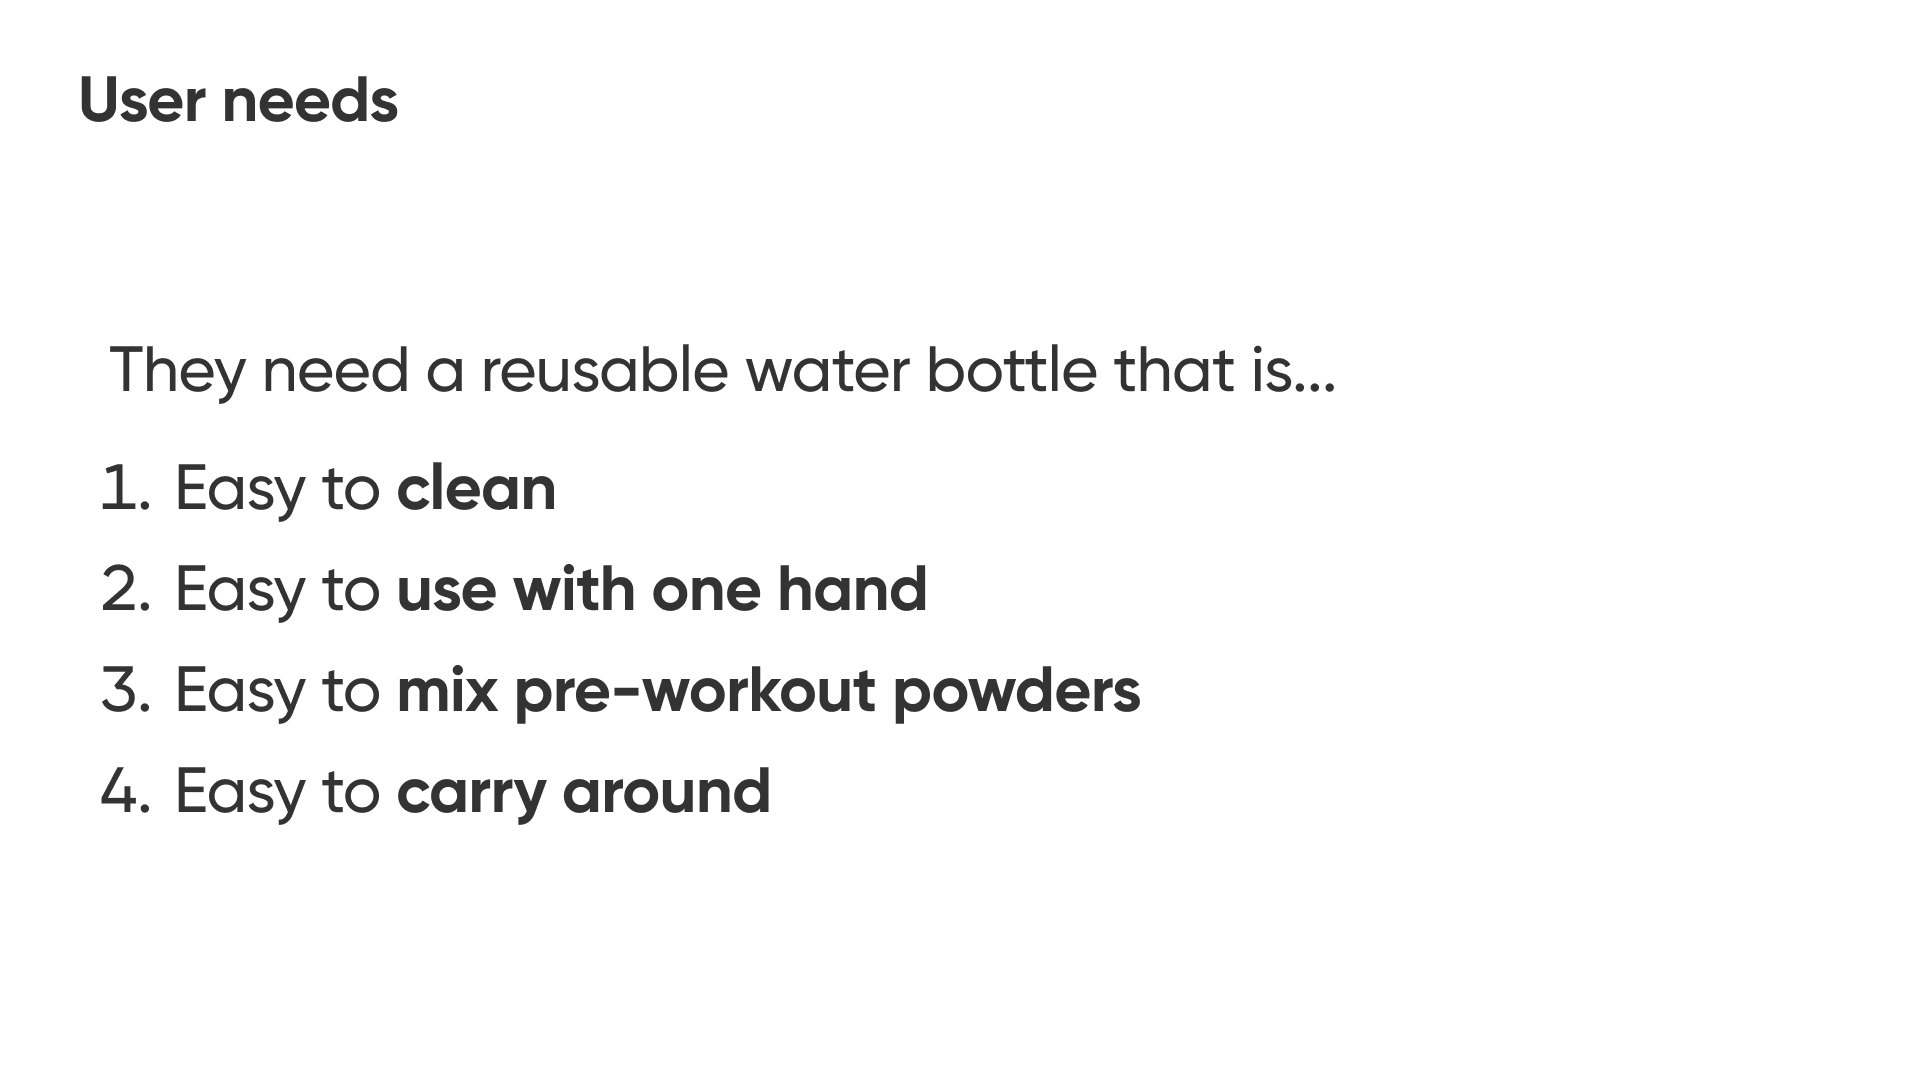 User needs
They need a reusable water bottle that is...
1. Easy to clean
2. Easy to use with one hand
3. Easy to mix pre-workout powders
4. Easy to carry around